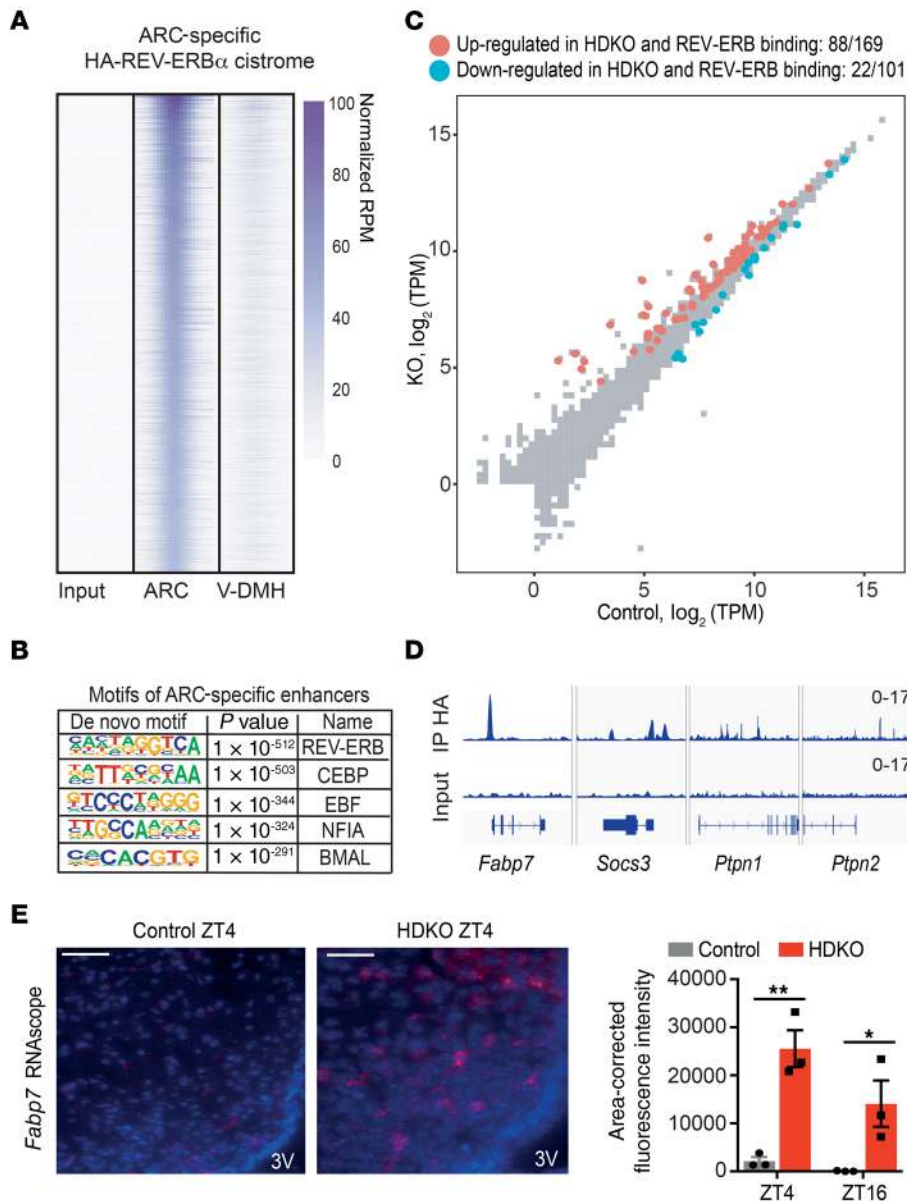 A
ARC-specific
HA-REV-ERBα cistrome
100
80
60
40
20
0
Normalized RPM
Input ARC V-DMH
B
Motifs of ARC-specific enhancers
De novo motif P value Name
1 × 10-512 REV-ERB
1 × 10-503 CEBP
1 × 10-344 EBF
1 × 10-324 NFIA
1 × 10-291 BMAL
C
Up-regulated in HDKO and REV-ERB binding: 88/169
Down-regulated in HDKO and REV-ERB binding: 22/101
KO, log2 (TPM)
15
10
5
0
0 5 10 15
Control, log2 (TPM)
D
IP HA
0-17
Input
0-17
Fabp7 Socs3 Ptpn1 Ptpn2
E
Control ZT4 HDKO ZT4
Fabp7 RNAscope
3V 3V
Control HDKO
Area-corrected
fluorescence intensity
40000
30000
20000
10000
0
**
*
ZT4 ZT16